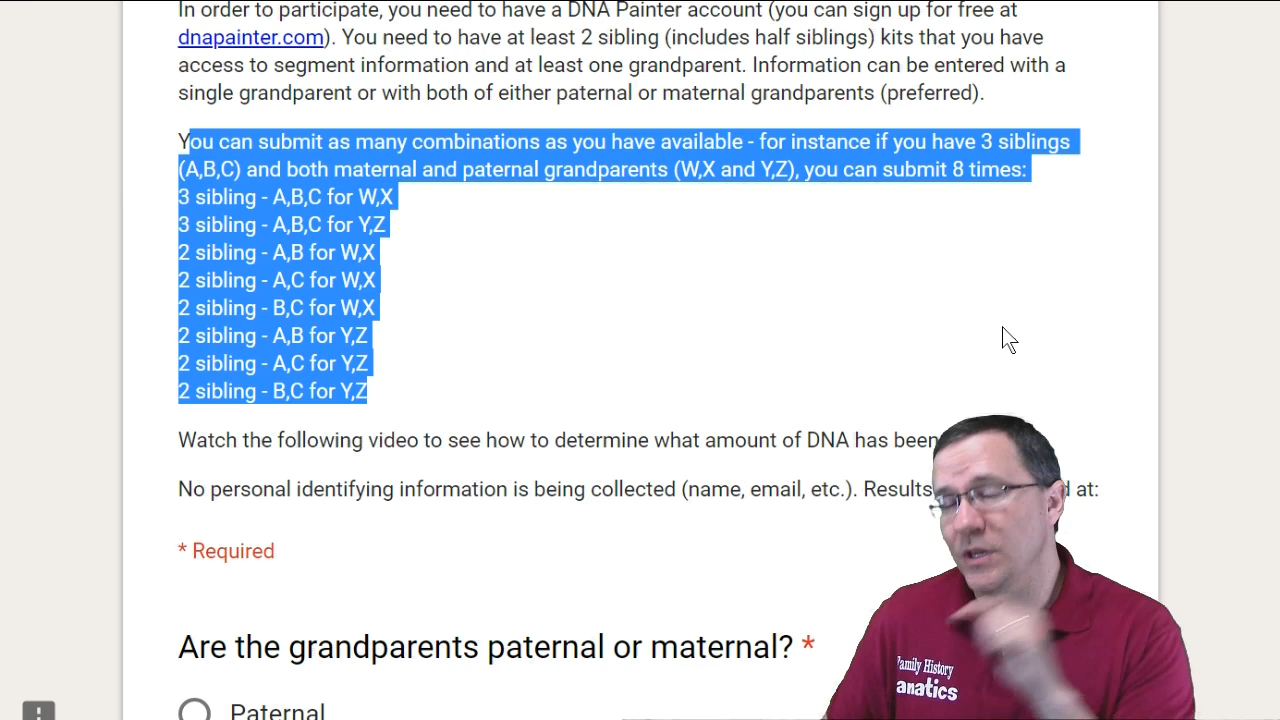 In order to participate, you need to have a DNA Painter account (you can sign up for free at
dnapainter.com). You need to have at least 2 sibling (includes half siblings) kits that you have
access to segment information and at least one grandparent. Information can be entered with a
single grandparent or with both of either paternal or maternal grandparents (preferred).
You can submit as many combinations as you have available - for instance if you have 3 siblings
(A,B,C) and both maternal and paternal grandparents (W,X and Y,Z), you can submit 8 times:
3 sibling - A,B,C for W,X
3 sibling - A,B,C for Y,Z
2 sibling - A,B for W,X
2 sibling - A,C for W,X
2 sibling - B,C for W,X
2 sibling - A,B for Y,Z
2 sibling - A,C for Y,Z
2 sibling - B,C for Y,Z
Watch the following video to see how to determine what amount of DNA has been
No personal identifying information is being collected (name, email, etc.). Results at:
* Required
Are the grandparents paternal or maternal? *
Paternal
Family History
anatics